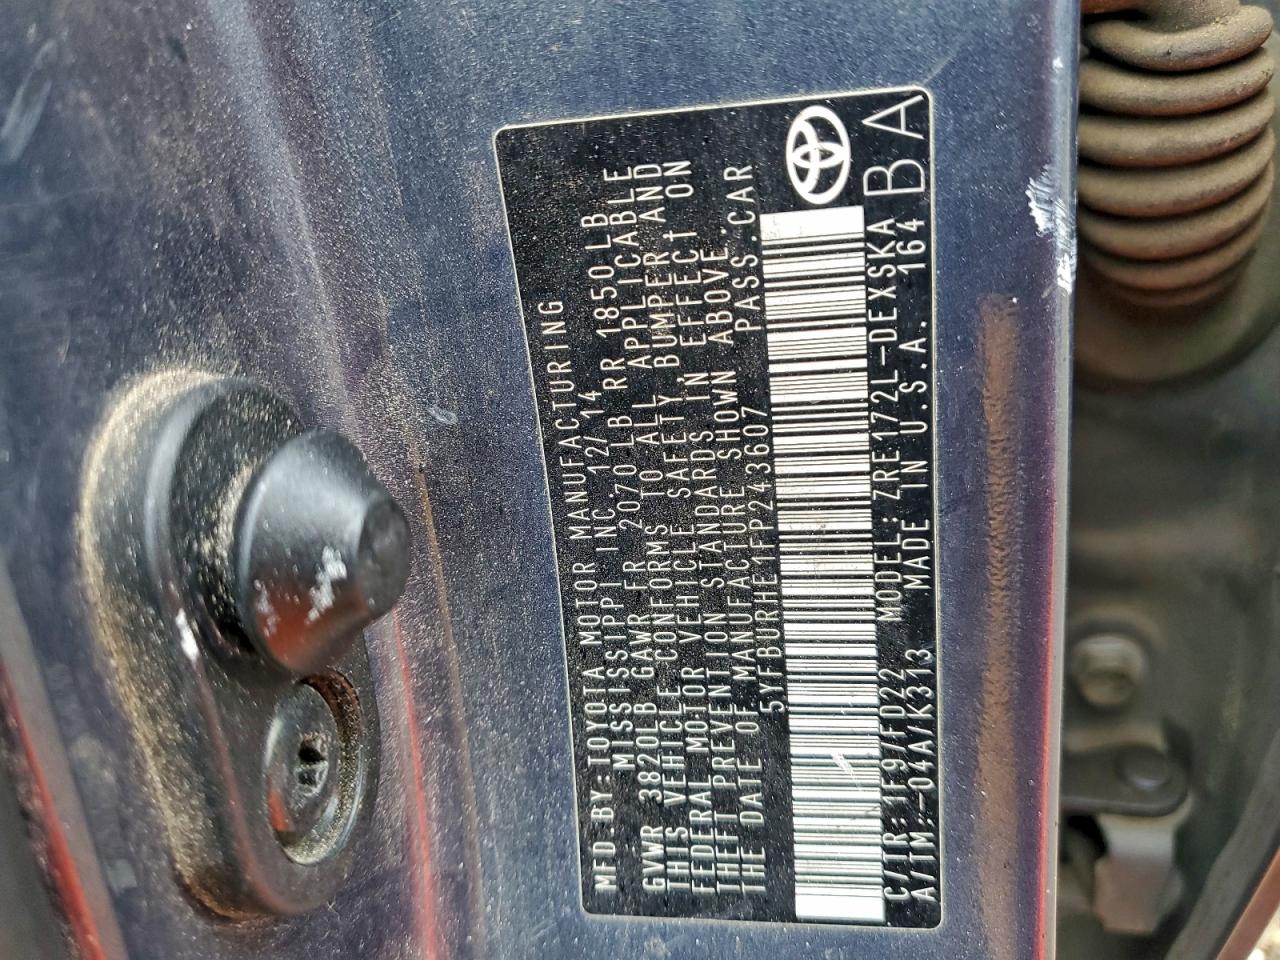 MFD.BY:TOYOTA MOTOR MANUFACTURING
MISSISSIPPI INC. 12/14
GVWR 3820LB GAWR FR 2070LB RR 1850LB
THIS VEHICLE CONFORMS TO ALL APPLICABLE
FEDERAL MOTOR VEHICLE SAFETY,BUMPER,AND
THEFT PREVENTION STANDARDS IN EFFECT ON
THE DATE OF MANUFACTURE SHOWN ABOVE.
5YFBURHE1FP243607 PASS.CAR
C/TR:1F9/FD22 MODEL:ZRE172L-DEXSKA
A/TM:-04A/K313 MADE IN U.S.A. 164
BA